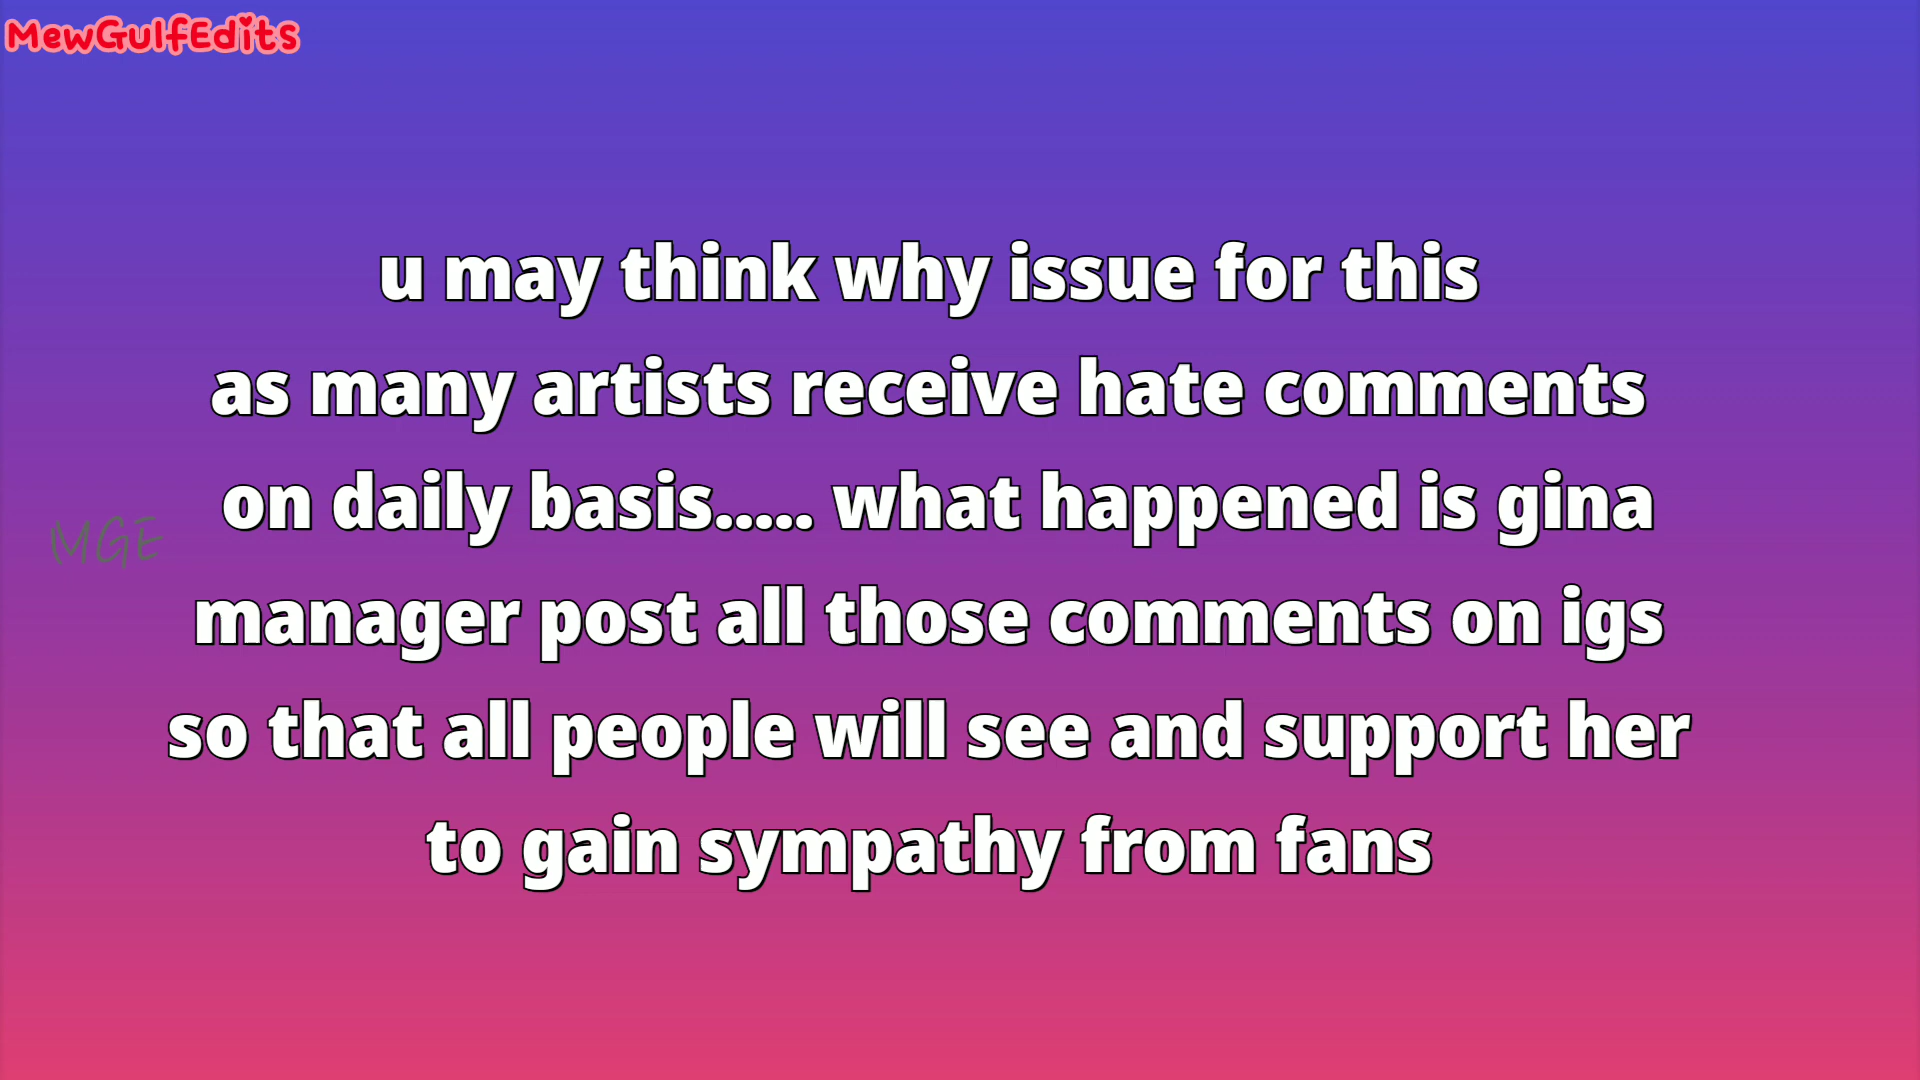 MewGulfEdits
u may think why issue for this
as many artists receive hate comments
on daily basis..... what happened is gina
MGE
manager post all those comments on igs
so that all people will see and support her
to gain sympathy from fans